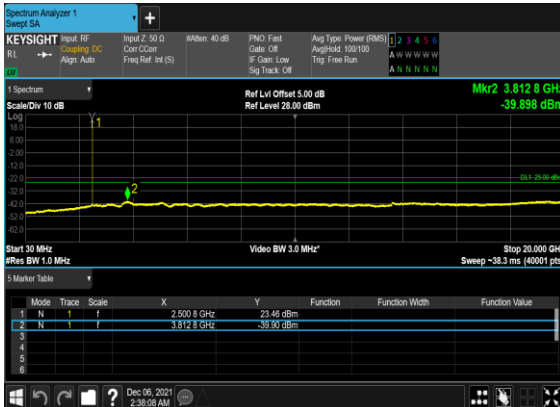 Spectrum Analyzer 1
Swept SA
+
KEYSIGHT Input: RF Input Z: 50 Ω #Atten: 40 dB PNO: Fast Avg Type: Power (RMS) 1 2 3 4 5 6
RL Coupling: DC Corr CCorr Gate: Off Avg|Hold: 100/100 A W W W W W
Align: Auto Freq Ref: Int (S) IF Gain: Low Trig: Free Run
Sig Track: Off A N N N N N
1 Spectrum Ref Lvl Offset 5.00 dB Mkr2 3.812 8 GHz
Scale/Div 10 dB Ref Level 28.00 dBm -39.898 dBm
Log
18.0 1
8.00
-2.00
-12.0
-22.0 DL1 -25.00 dBm
-32.0 2
-42.0
-52.0
-62.0
Start 30 MHz Video BW 3.0 MHz* Stop 20.000 GHz
#Res BW 1.0 MHz Sweep ~38.3 ms (40001 pts)
5 Marker Table
Mode Trace Scale X Y Function Function Width Function Value
1 N 1 f 2.500 8 GHz 23.46 dBm
2 N 1 f 3.812 8 GHz -39.90 dBm
3
4
5
6
? Dec 06, 2021
2:38:08 AM